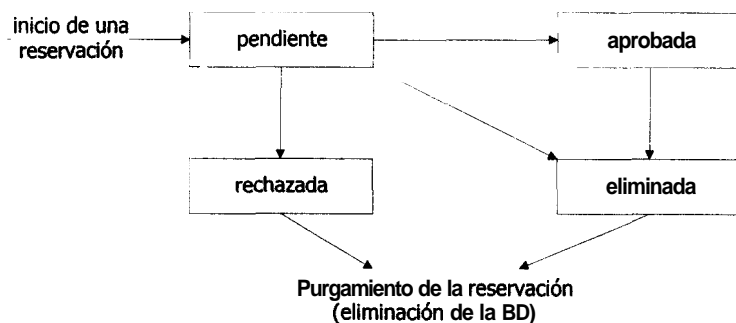 inicio de una
reservación
pendiente
aprobada
rechazada
eliminada
Purgamiento de la reservación
(eliminación de la BD)